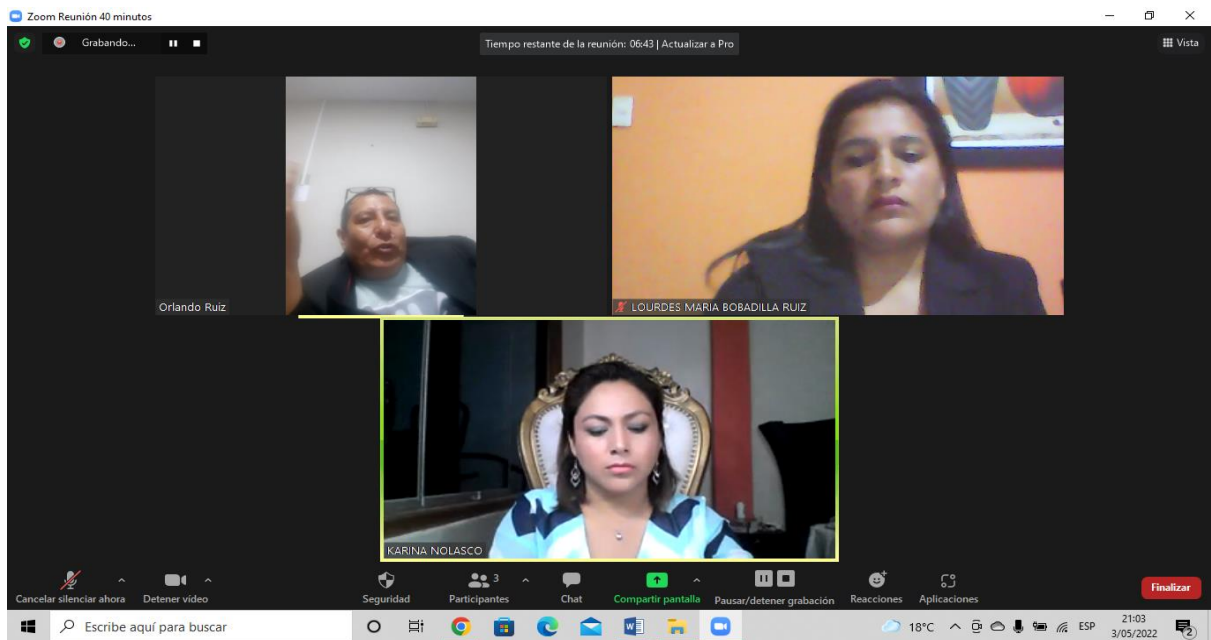 Zoom Reunión 40 minutos
Grabando...
Tiempo restante de la reunión: 06:43 | Actualizar a Pro
Vista
Orlando Ruiz
LOURDES MARIA BOBADILLA RUIZ
KARINA NOLASCO
Cancelar silenciar ahora
Detener video
Seguridad
3
Participantes
Chat
Compartir pantalla
Pausar/detener grabación
Reacciones
Aplicaciones
Finalizar
Escribe aquí para buscar
18°C
ESP
21:03
3/05/2022
2